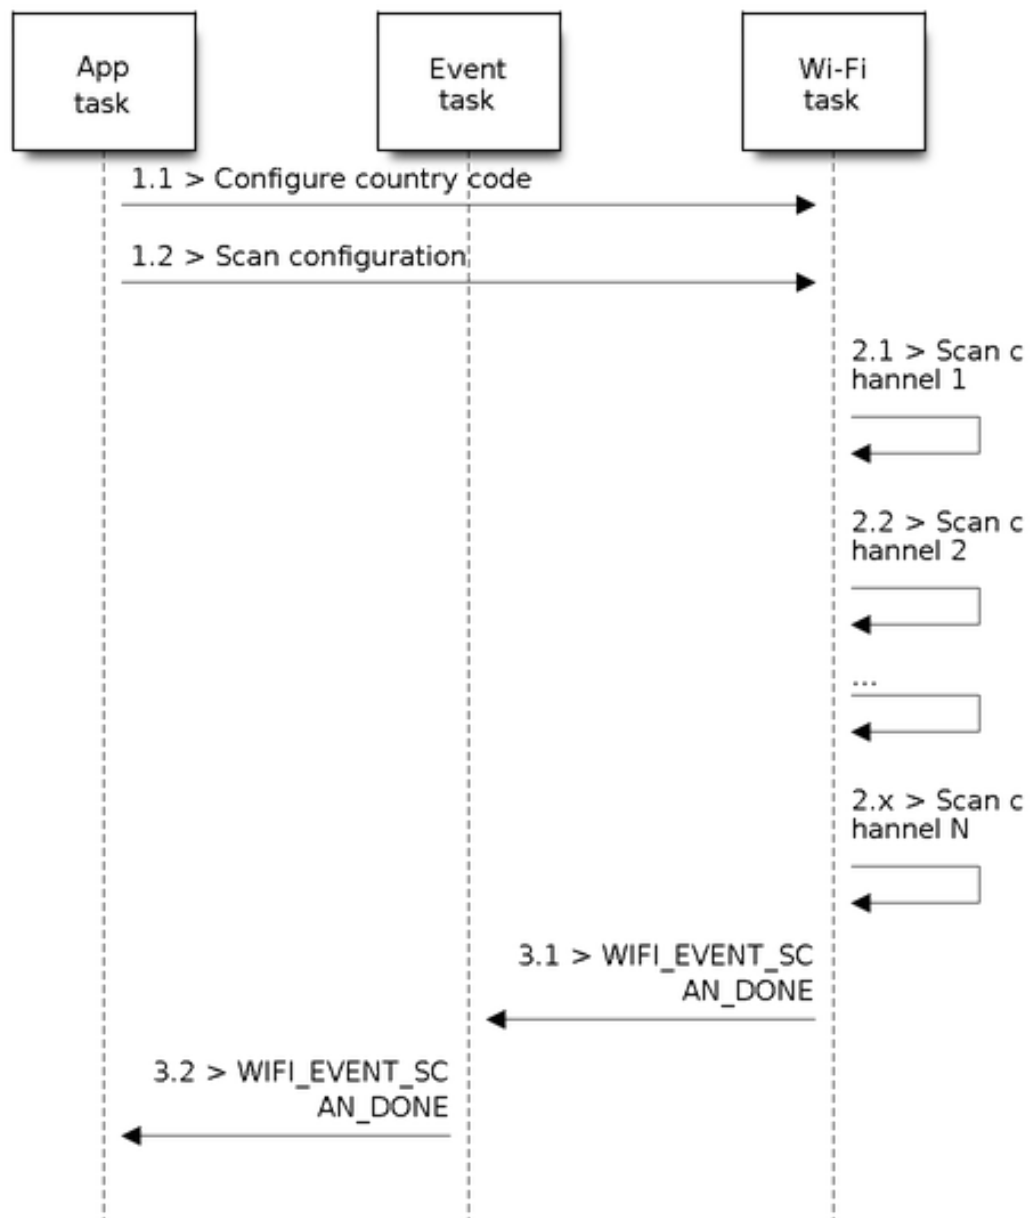 App
task
Event
task
Wi-Fi
task
1.1 > Configure country code
1.2 > Scan configuration
2.1 > Scan c
hannel 1
2.2 > Scan c
hannel 2
...
2.x > Scan c
hannel N
3.1 > WIFI_EVENT_SC
AN_DONE
3.2 > WIFI_EVENT_SC
AN_DONE